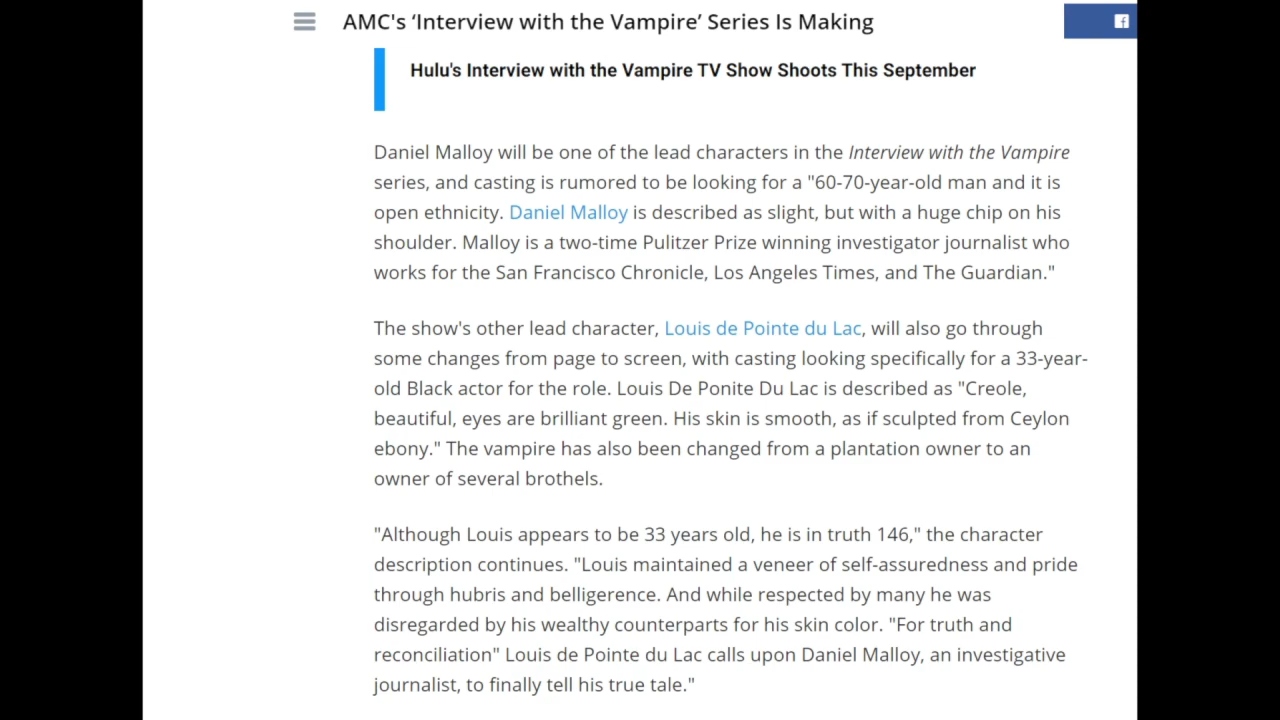 AMC's ‘Interview with the Vampire’ Series Is Making
Hulu's Interview with the Vampire TV Show Shoots This September
Daniel Malloy will be one of the lead characters in the Interview with the Vampire
series, and casting is rumored to be looking for a "60-70-year-old man and it is
open ethnicity. Daniel Malloy is described as slight, but with a huge chip on his
shoulder. Malloy is a two-time Pulitzer Prize winning investigator journalist who
works for the San Francisco Chronicle, Los Angeles Times, and The Guardian."
The show's other lead character, Louis de Pointe du Lac, will also go through
some changes from page to screen, with casting looking specifically for a 33-year-
old Black actor for the role. Louis De Ponite Du Lac is described as "Creole,
beautiful, eyes are brilliant green. His skin is smooth, as if sculpted from Ceylon
ebony." The vampire has also been changed from a plantation owner to an
owner of several brothels.
"Although Louis appears to be 33 years old, he is in truth 146," the character
description continues. "Louis maintained a veneer of self-assuredness and pride
through hubris and belligerence. And while respected by many he was
disregarded by his wealthy counterparts for his skin color. "For truth and
reconciliation" Louis de Pointe du Lac calls upon Daniel Malloy, an investigative
journalist, to finally tell his true tale."